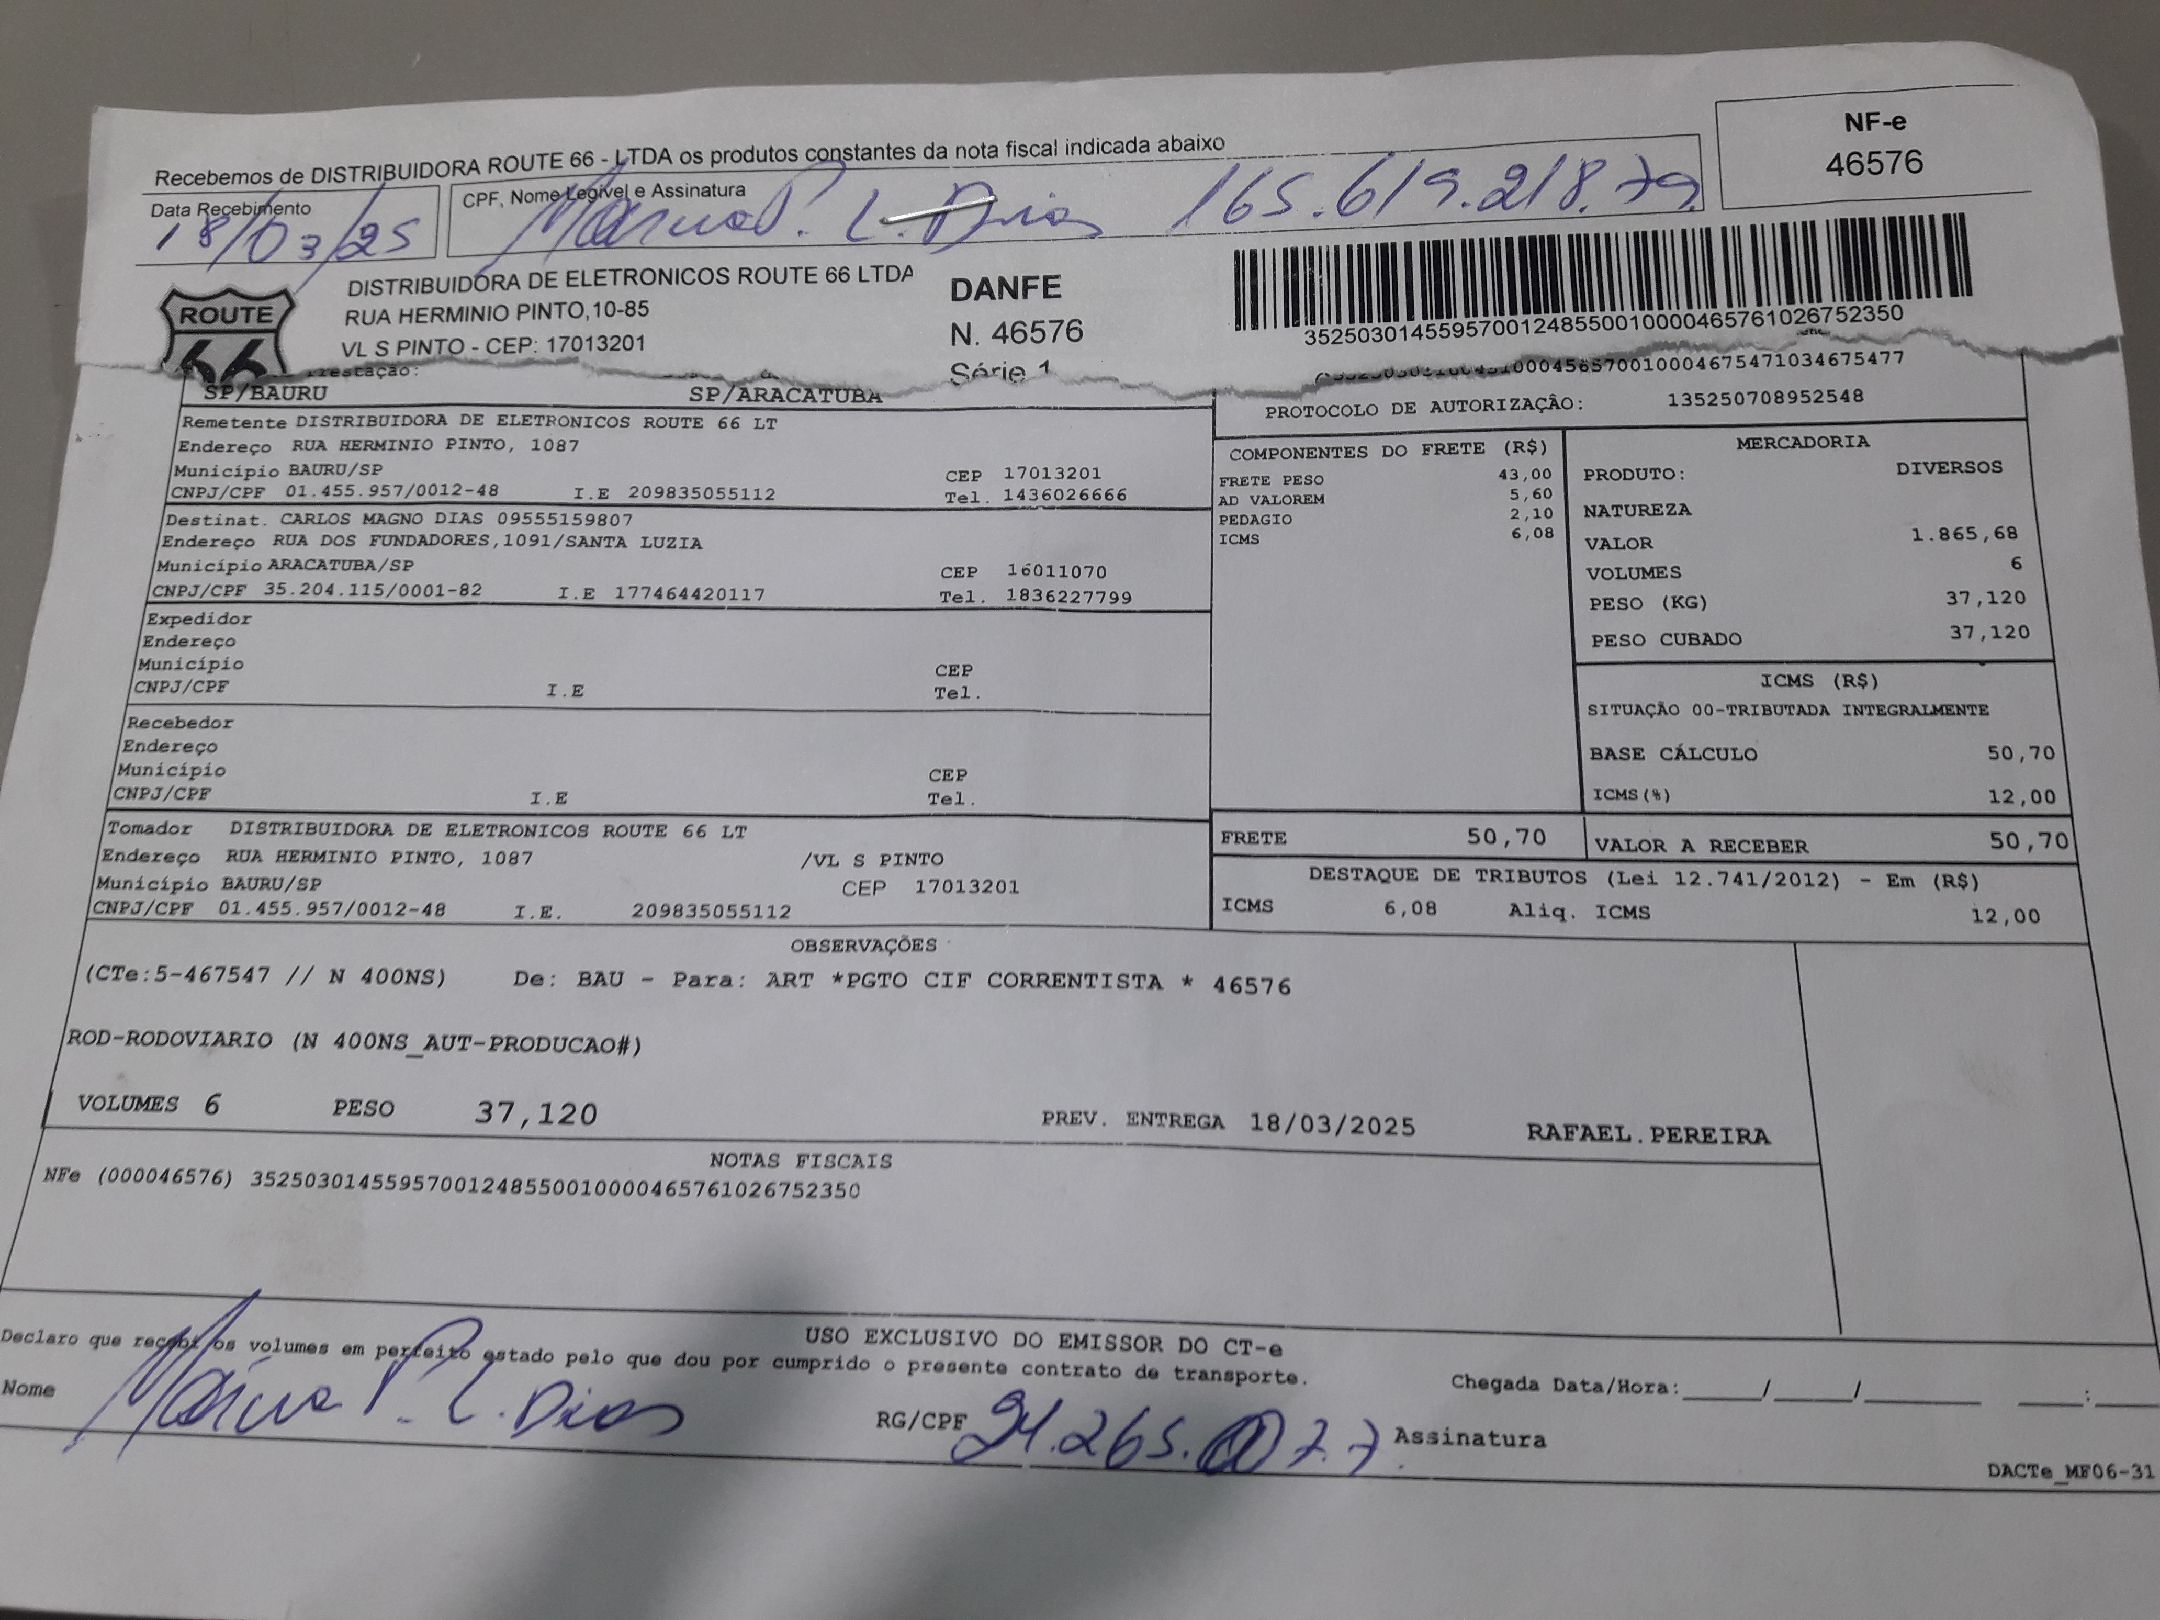 Recebemos de DISTRIBUIDORA ROUTE 66 - LTDA os produtos constantes da nota fiscal indicada abaixo
NF-e
46576
Data Recebimento
18/03/25
CPF, Nome Legível e Assinatura
Marcia P. L. Dias 165.619.218.79
ROUTE
66
DISTRIBUIDORA DE ELETRONICOS ROUTE 66 LTDA
RUA HERMINIO PINTO,10-85
VL S PINTO - CEP: 17013201
DANFE
N. 46576
Série 1
35250301455957001248550010000465761026752350
SP/BAURU SP/ARACATUBA
PROTOCOLO DE AUTORIZAÇÂO: 135250708952548
Remetente DISTRIBUIDORA DE ELETRONICOS ROUTE 66 LT
Endereço RUA HERMINIO PINTO, 1087
Município BAURU/SP CEP 17013201
CNPJ/CPF 01.455.957/0012-48 I.E 209835055112 Tel. 1436026666
Destinat. CARLOS MAGNO DIAS 09555159807
Endereço RUA DOS FUNDADORES,1091/SANTA LUZIA
Município ARACATUBA/SP CEP 16011070
CNPJ/CPF 35.204.115/0001-82 I.E 177464420117 Tel. 1836227799
Expedidor
Endereço
Município CEP
CNPJ/CPF I.E Tel.
Recebedor
Endereço
Município CEP
CNPJ/CPF I.E Tel.
Tomador DISTRIBUIDORA DE ELETRONICOS ROUTE 66 LT
Endereço RUA HERMINIO PINTO, 1087 /VL S PINTO
Município BAURU/SP CEP 17013201
CNPJ/CPF 01.455.957/0012-48 I.E. 209835055112
COMPONENTES DO FRETE (R$)
FRETE PESO 43,00
AD VALOREM 5,60
PEDAGIO 2,10
ICMS 6,08
MERCADORIA
PRODUTO: DIVERSOS
NATUREZA
VALOR 1.865,68
VOLUMES 6
PESO (KG) 37,120
PESO CUBADO 37,120
ICMS (R$)
SITUAÇÃO 00-TRIBUTADA INTEGRALMENTE
BASE CÁLCULO 50,70
ICMS(%) 12,00
FRETE 50,70 VALOR A RECEBER 50,70
DESTAQUE DE TRIBUTOS (Lei 12.741/2012) - Em (R$)
ICMS 6,08 Aliq. ICMS 12,00
OBSERVAÇÕES
(CTe:5-467547 // N 400NS) De: BAU - Para: ART *PGTO CIF CORRENTISTA * 46576
ROD-RODOVIARIO (N 400NS_AUT-PRODUCAO#)
VOLUMES 6 PESO 37,120 PREV. ENTREGA 18/03/2025 RAFAEL.PEREIRA
NOTAS FISCAIS
NFe (000046576) 35250301455957001248550010000465761026752350
USO EXCLUSIVO DO EMISSOR DO CT-e
Declaro que recebi os volumes em perfeito estado pelo que dou por cumprido o presente contrato de transporte.
Nome Marcia P. L. Dias RG/CPF 24.265.007.7 Assinatura
Chegada Data/Hora:____/____/______ ____:____
DACTe_MF06-31